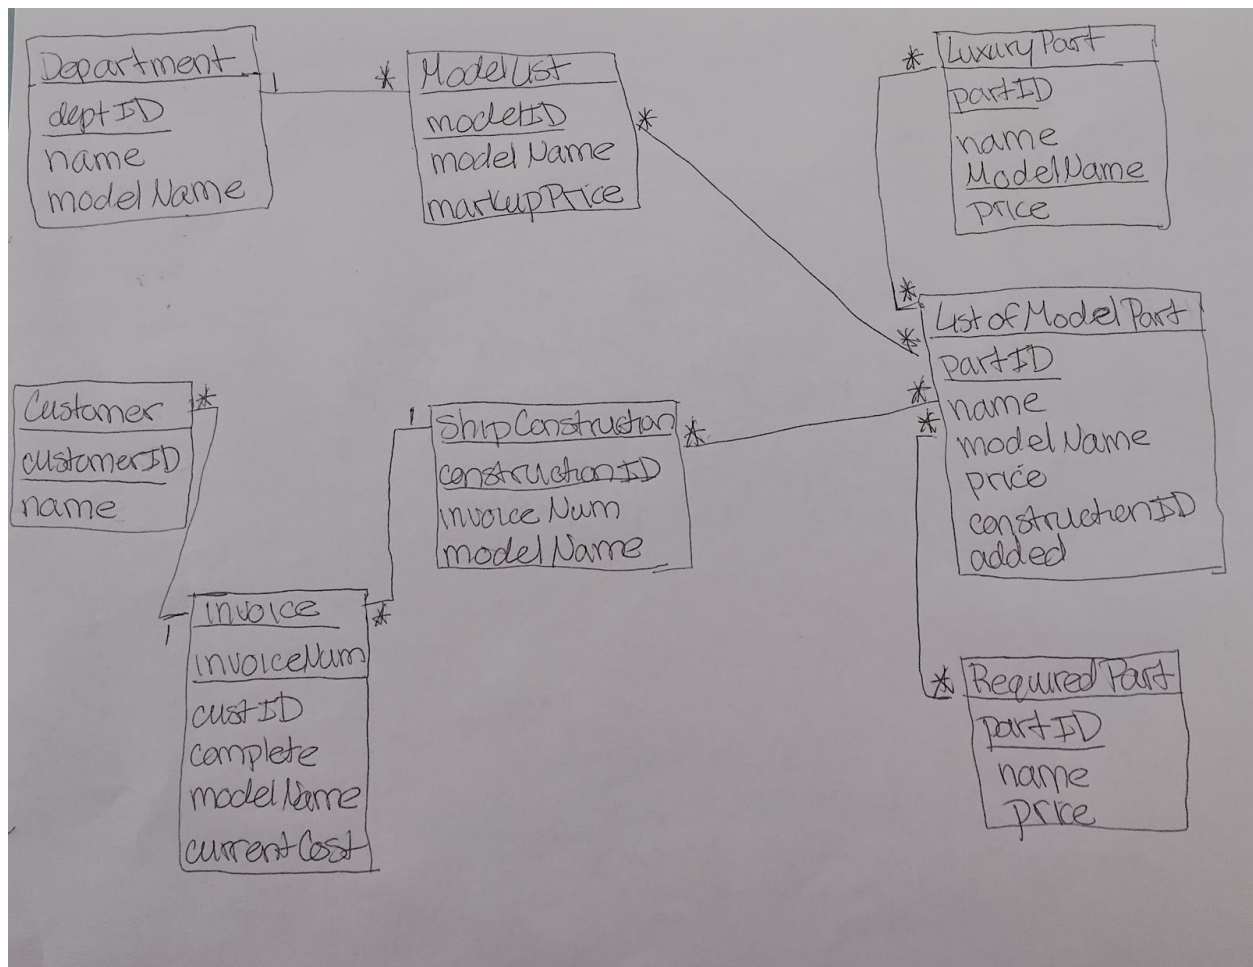 Department
deptID
name
modelName
1
*
ModelList
modelID
modelName
markupPrice
*
*
LuxuryPart
partID
name
ModelName
price
*
*
ListofModelPart
partID
name
modelName
price
constructionID
added
*
*
Customer
customerID
name
*
1
ShipConstruction
constructionID
invoiceNum
modelName
*
1
invoice
invoiceNum
custID
complete
modelName
currentCost
*
*
RequiredPart
partID
name
price